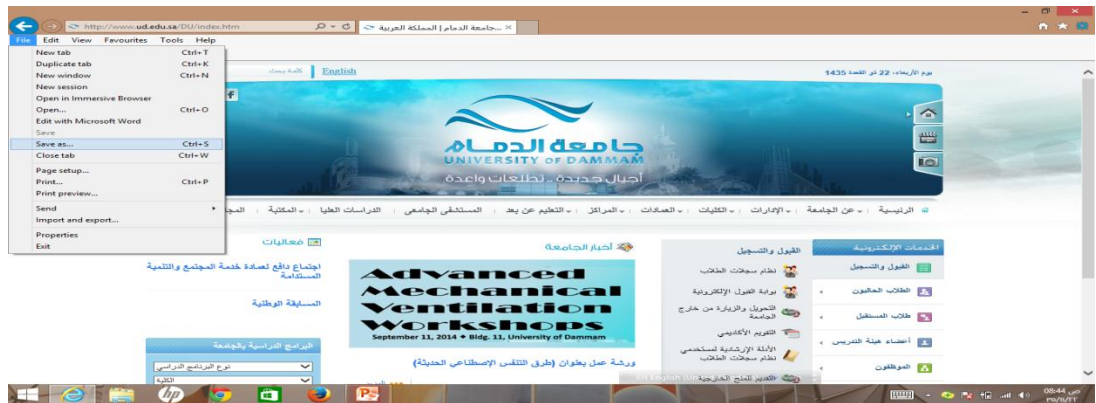 http://www.ud.edu.sa/DU/index.htm
جامعة الدمام | المملكة العربية...
File Edit View Favourites Tools Help
New tab Ctrl+T
Duplicate tab Ctrl+K
New window Ctrl+N
New session
Open in Immersive Browser
Open... Ctrl+O
Edit with Microsoft Word
Save
Save as... Ctrl+S
Close tab Ctrl+W
Page setup...
Print... Ctrl+P
Print preview...
Send
Import and export...
Properties
Exit
يوم الأربعاء، 22 ذو القعدة 1435
English
كلمة بحث
جامعة الدمام
UNIVERSITY OF DAMMAM
أجيال جديدة .. تطلعات واعدة
الرئيسية عن الجامعة الإدارات الكليات العمادات المراكز التعليم عن بعد المستشفى الجامعي الدراسات العليا المكتبة
الخدمات الإلكترونية
القبول والتسجيل
الطلاب الحاليون
طلاب المستقبل
أعضاء هيئة التدريس
الموظفون
القبول والتسجيل
نظام سجلات الطلاب
بوابة القبول الإلكترونية
التحويل والزيارة من خارج الجامعة
التقويم الأكاديمي
الأدلة الإرشادية لمستخدمي نظام سجلات الطلاب
التقديم للمنح الخارجية
أخبار الجامعة
Advanced
Mechanical
Ventilation
Workshops
September 11, 2014 ♦ Bldg. 11, University of Dammam
ورشة عمل بعنوان (طرق التنفس الإصطناعي الحديثة)
فعاليات
اجتماع دافع لعمادة خدمة المجتمع والتنمية
المستدامة
المسابقة الوطنية
البرامج الدراسية بالجامعة
نوع البرنامج الدراسي
الكلية
08:44 ص